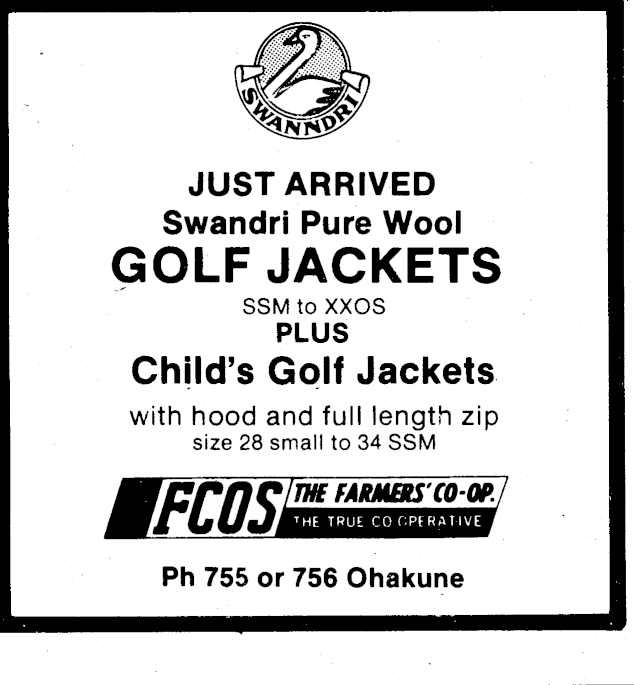 SWANNDRI
JUST ARRIVED
Swandri Pure Wool
GOLF JACKETS
SSM to XXOS
PLUS
Child's Golf Jackets
with hood and full length zip
size 28 small to 34 SSM
FCOS THE FARMERS' CO-OP.
THE TRUE CO OPERATIVE
Ph 755 or 756 Ohakune